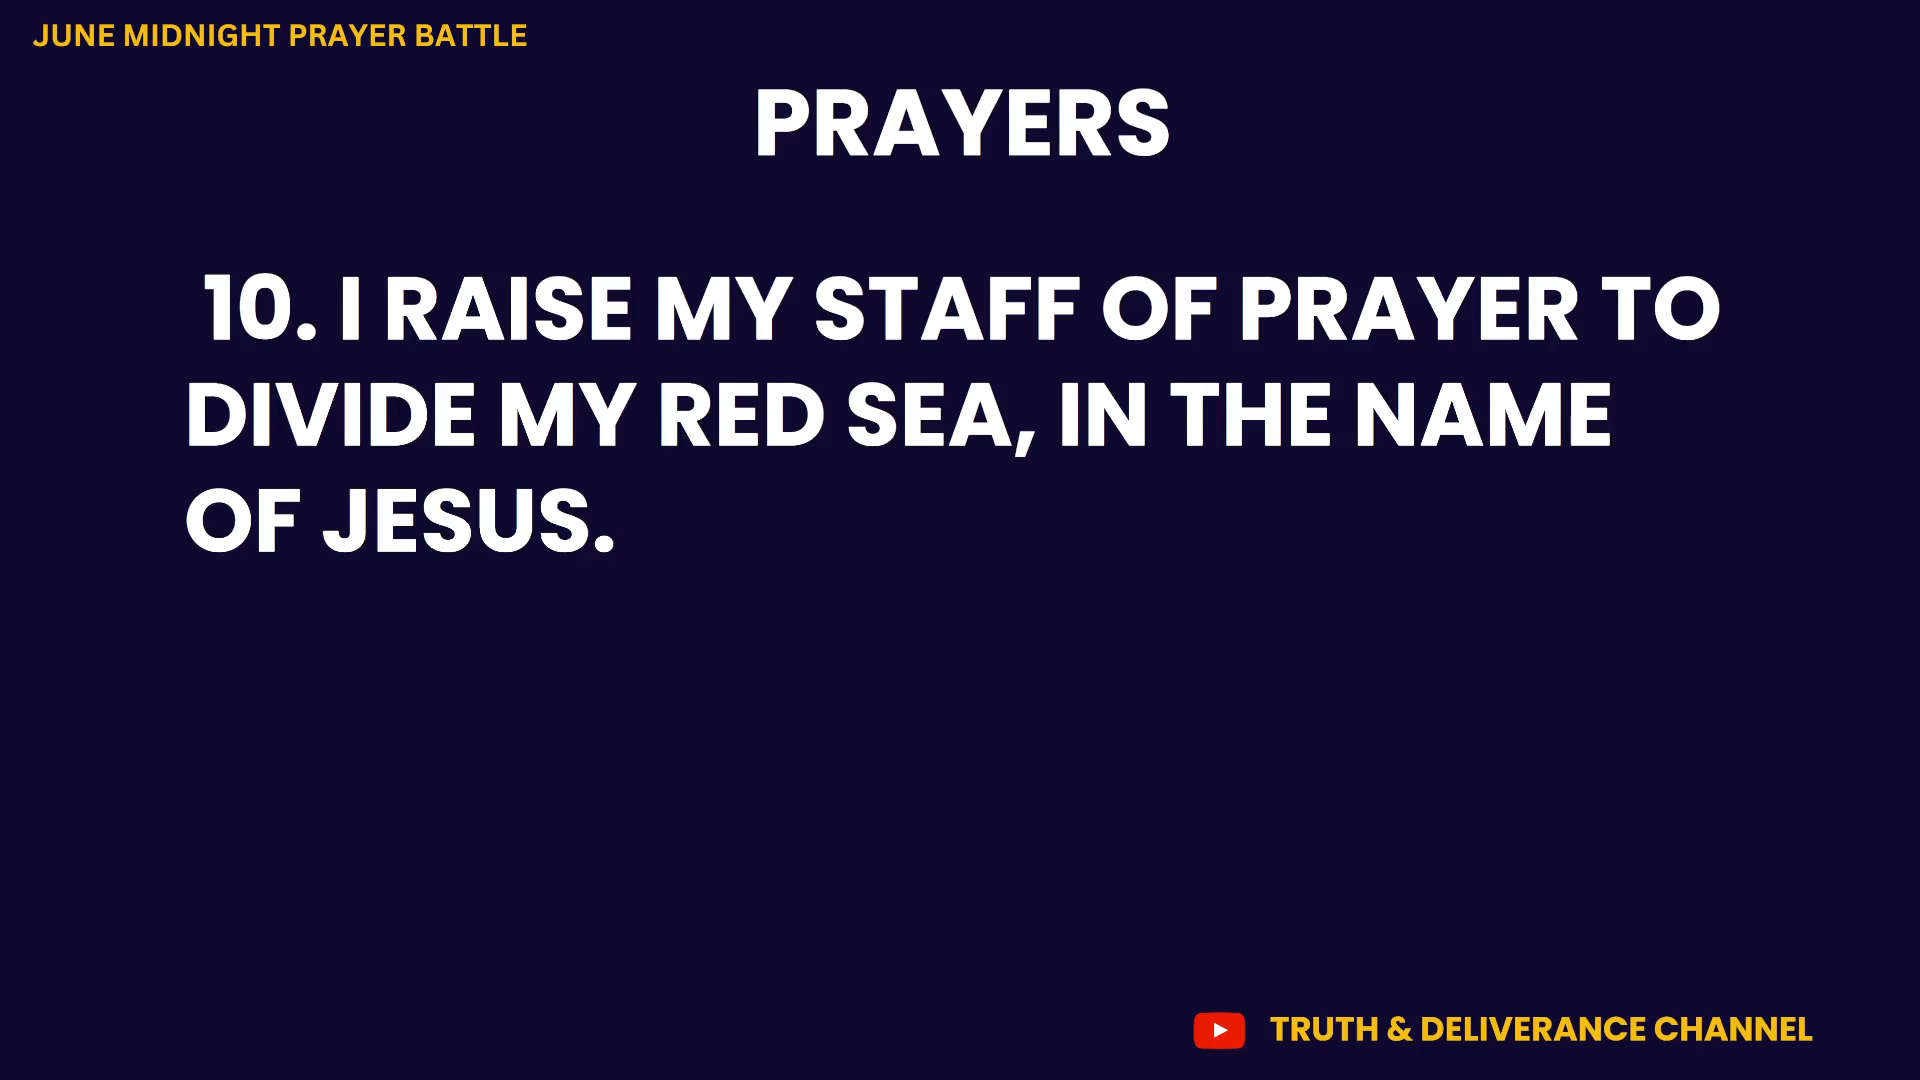 JUNE MIDNIGHT PRAYER BATTLE
PRAYERS
10. I RAISE MY STAFF OF PRAYER TO
DIVIDE MY RED SEA, IN THE NAME
OF JESUS.
TRUTH & DELIVERANCE CHANNEL